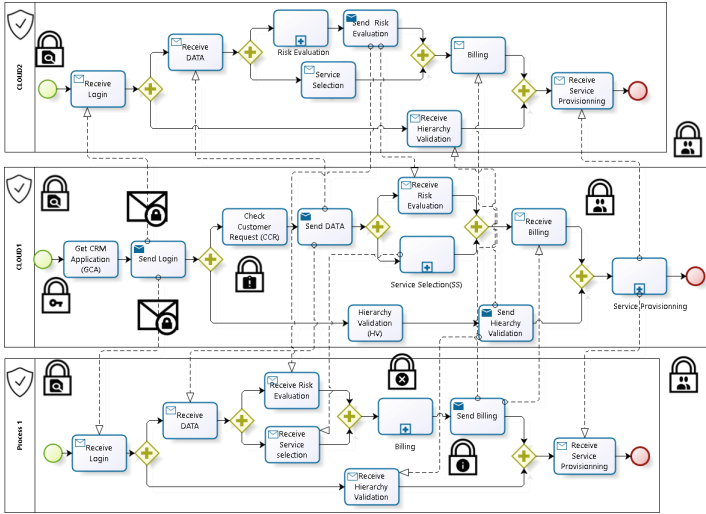 CLOUD2
Receive
Login
Receive
DATA
Risk Evaluation
Send Risk
Evaluation
Service
Selection
Billing
Receive
Hierarchy
Validation
Receive
Service
Provisionning
CLOUD1
Get CRM
Application
(GCA)
Send Login
Check
Customer
Request (CCR)
Send DATA
Receive
Risk
Evaluation
Service Selection(SS)
Receive
Billing
Hierarchy
Validation
(HV)
Send
Hiearchy
Validation
Service Provisionning
Process 1
Receive
Login
Receive
DATA
Receive Risk
Evaluation
Receive
Service
selection
Billing
Send Billing
Receive
Hierarchy
Validation
Receive
Service
Provisionning